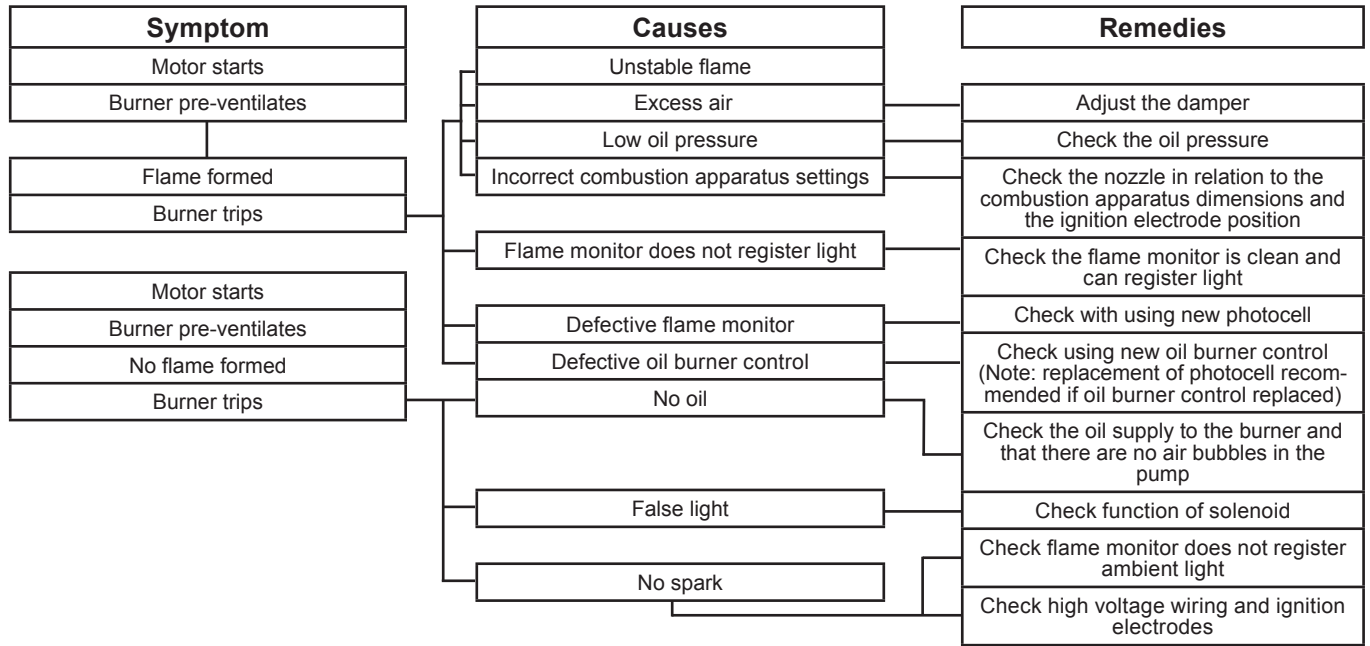 Symptom
Motor starts
Burner pre-ventilates
Flame formed
Burner trips
Motor starts
Burner pre-ventilates
No flame formed
Burner trips
Causes
Unstable flame
Excess air
Low oil pressure
Incorrect combustion apparatus settings
Flame monitor does not register light
Defective flame monitor
Defective oil burner control
No oil
False light
No spark
Remedies
Adjust the damper
Check the oil pressure
Check the nozzle in relation to the
combustion apparatus dimensions and
the ignition electrode position
Check the flame monitor is clean and
can register light
Check with using new photocell
Check using new oil burner control
(Note: replacement of photocell recom-
mended if oil burner control replaced)
Check the oil supply to the burner and
that there are no air bubbles in the
pump
Check function of solenoid
Check flame monitor does not register
ambient light
Check high voltage wiring and ignition
electrodes